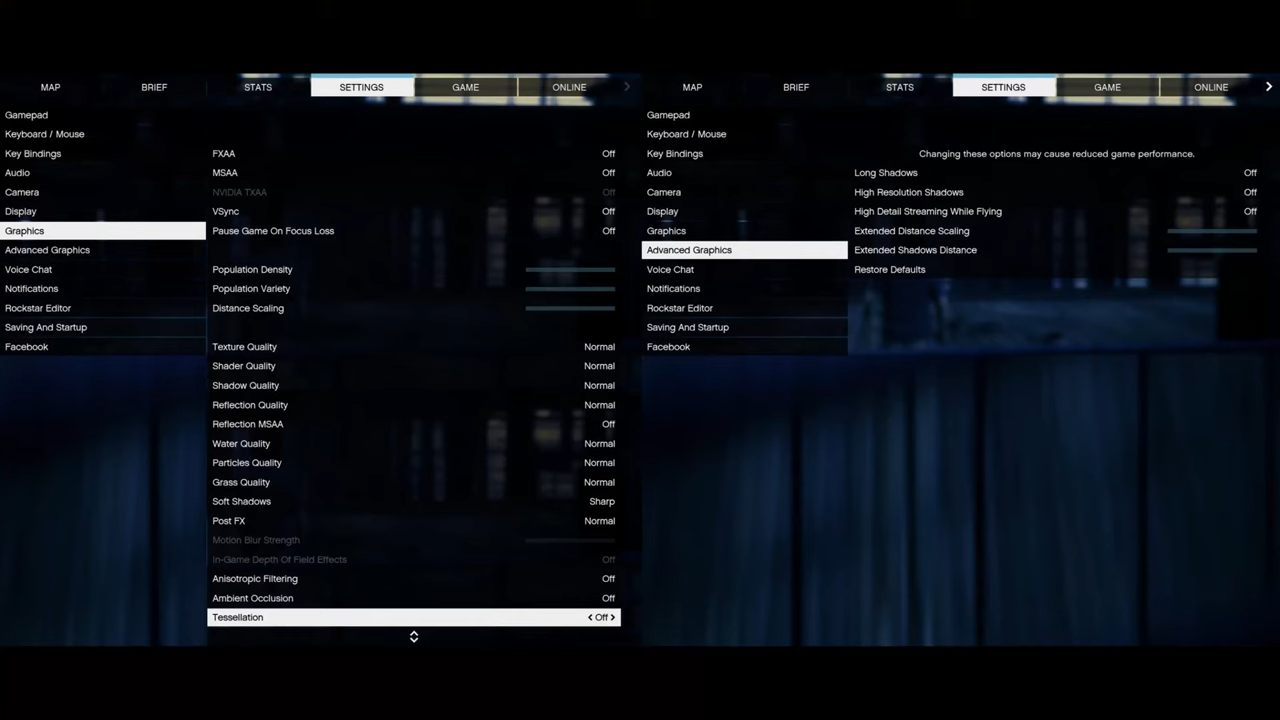 MAP BRIEF STATS SETTINGS GAME ONLINE
Gamepad
Keyboard / Mouse
Key Bindings
Audio
Camera
Display
Graphics
Advanced Graphics
Voice Chat
Notifications
Rockstar Editor
Saving And Startup
Facebook
FXAA Off
MSAA Off
NVIDIA TXAA Off
VSync Off
Pause Game On Focus Loss Off
Population Density
Population Variety
Distance Scaling
Texture Quality Normal
Shader Quality Normal
Shadow Quality Normal
Reflection Quality Normal
Reflection MSAA Off
Water Quality Normal
Particles Quality Normal
Grass Quality Normal
Soft Shadows Sharp
Post FX Normal
Motion Blur Strength
In-Game Depth Of Field Effects Off
Anisotropic Filtering Off
Ambient Occlusion Off
Tessellation < Off >
MAP BRIEF STATS SETTINGS GAME ONLINE
Gamepad
Keyboard / Mouse
Key Bindings
Audio
Camera
Display
Graphics
Advanced Graphics
Voice Chat
Notifications
Rockstar Editor
Saving And Startup
Facebook
Changing these options may cause reduced game performance.
Long Shadows Off
High Resolution Shadows Off
High Detail Streaming While Flying Off
Extended Distance Scaling
Extended Shadows Distance
Restore Defaults